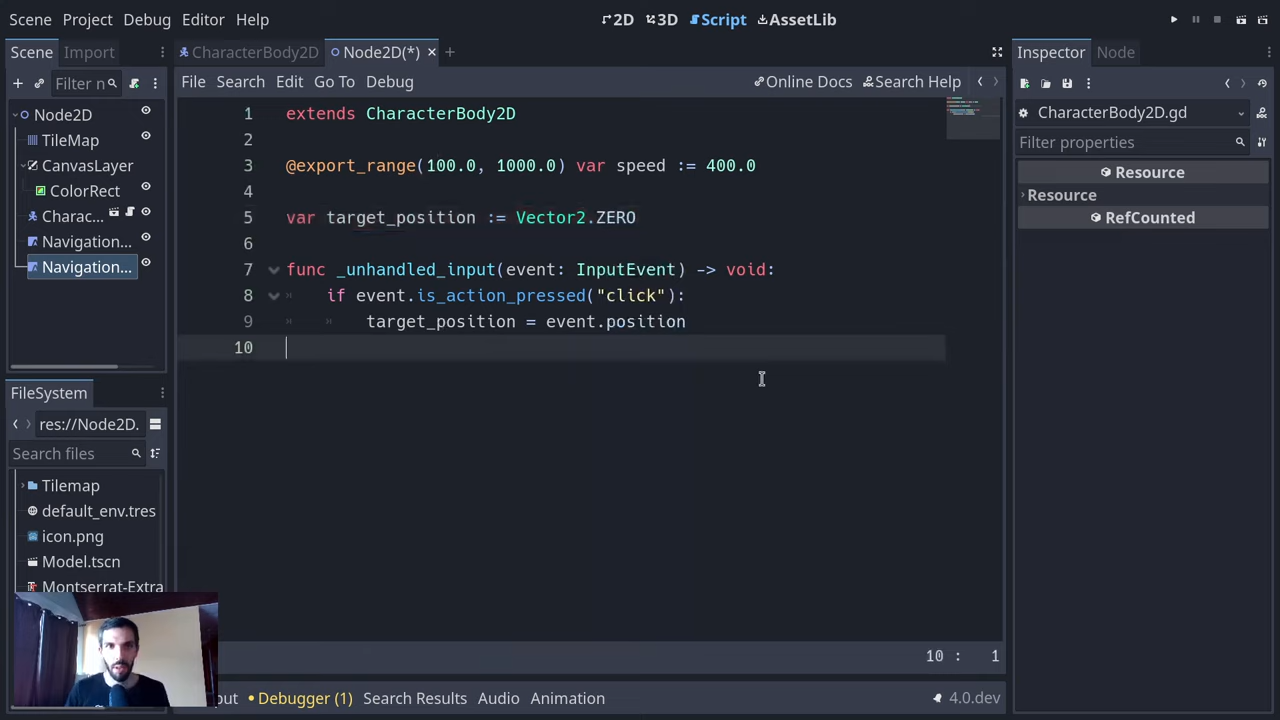 Scene Project Debug Editor Help
2D 3D Script AssetLib
Scene Import
CharacterBody2D Node2D(*)
Inspector Node
Filter n
File Search Edit Go To Debug
Online Docs Search Help
Node2D
TileMap
CanvasLayer
ColorRect
Charac...
Navigation...
Navigation...
1 extends CharacterBody2D
2
3 @export_range(100.0, 1000.0) var speed := 400.0
4
5 var target_position := Vector2.ZERO
6
7 func _unhandled_input(event: InputEvent) -> void:
8 if event.is_action_pressed("click"):
9 target_position = event.position
10
CharacterBody2D.gd
Filter properties
Resource
Resource
RefCounted
FileSystem
res://Node2D.
Search files
Tilemap
default_env.tres
icon.png
Model.tscn
Montserrat-Extra
10 : 1
put Debugger (1) Search Results Audio Animation
4.0.dev